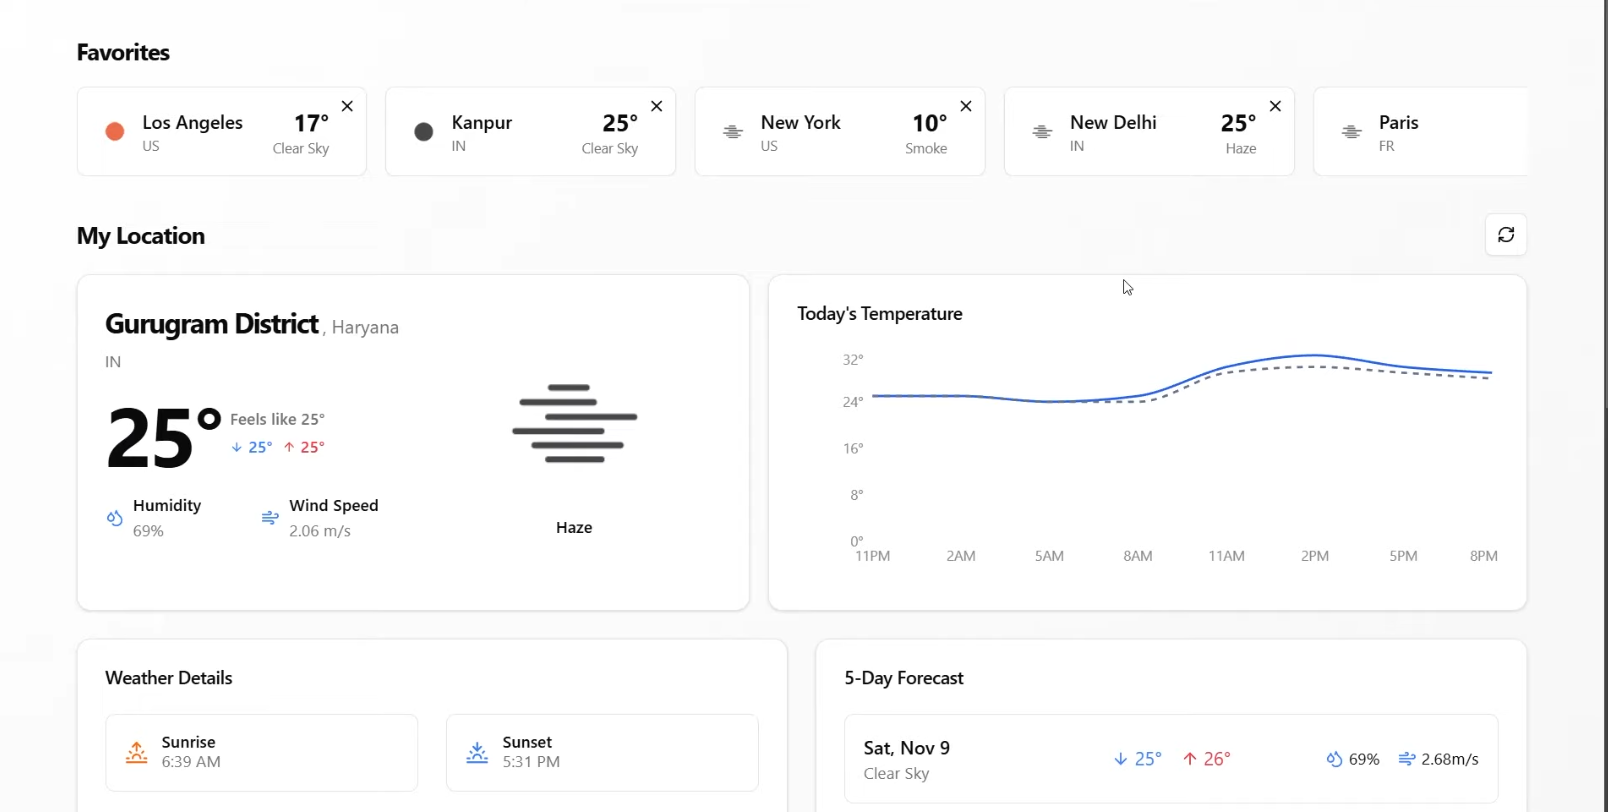 Favorites
Los Angeles 17°
US Clear Sky
Kanpur 25°
IN Clear Sky
New York 10°
US Smoke
New Delhi 25°
IN Haze
Paris
FR
My Location
Gurugram District, Haryana
IN
25° Feels like 25°
↓ 25° ↑ 25°
Humidity
69%
Wind Speed
2.06 m/s
Haze
Today's Temperature
32°
24°
16°
8°
0°
11PM 2AM 5AM 8AM 11AM 2PM 5PM 8PM
Weather Details
Sunrise
6:39 AM
Sunset
5:31 PM
5-Day Forecast
Sat, Nov 9
Clear Sky
↓ 25° ↑ 26° 69% 2.68m/s